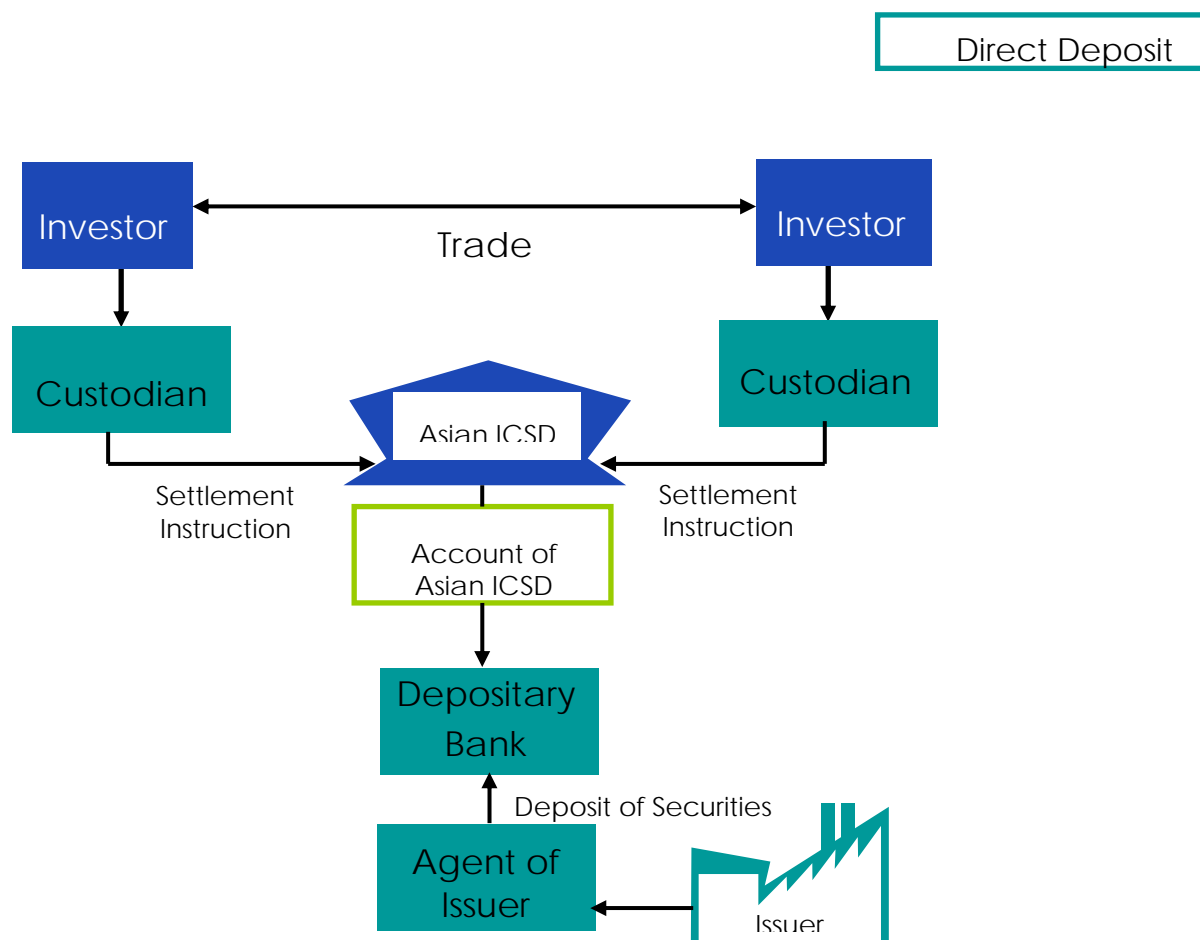 Direct Deposit
Investor
Investor
Trade
Custodian
Custodian
Asian ICSD
Settlement
Instruction
Settlement
Instruction
Account of
Asian ICSD
Depositary
Bank
Deposit of Securities
Agent of
Issuer
Issuer